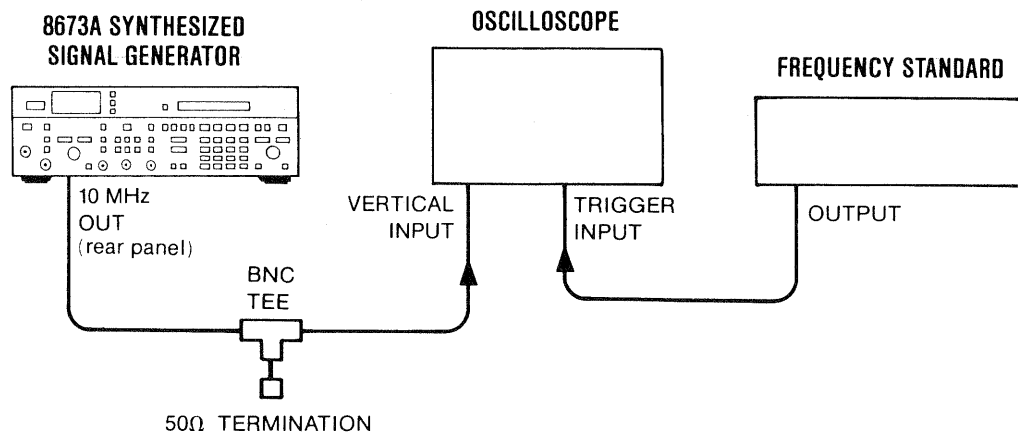 8673A SYNTHESIZED
SIGNAL GENERATOR
OSCILLOSCOPE
FREQUENCY STANDARD
10 MHz
OUT
(rear panel)
VERTICAL
INPUT
TRIGGER
INPUT
OUTPUT
BNC
TEE
50Ω TERMINATION